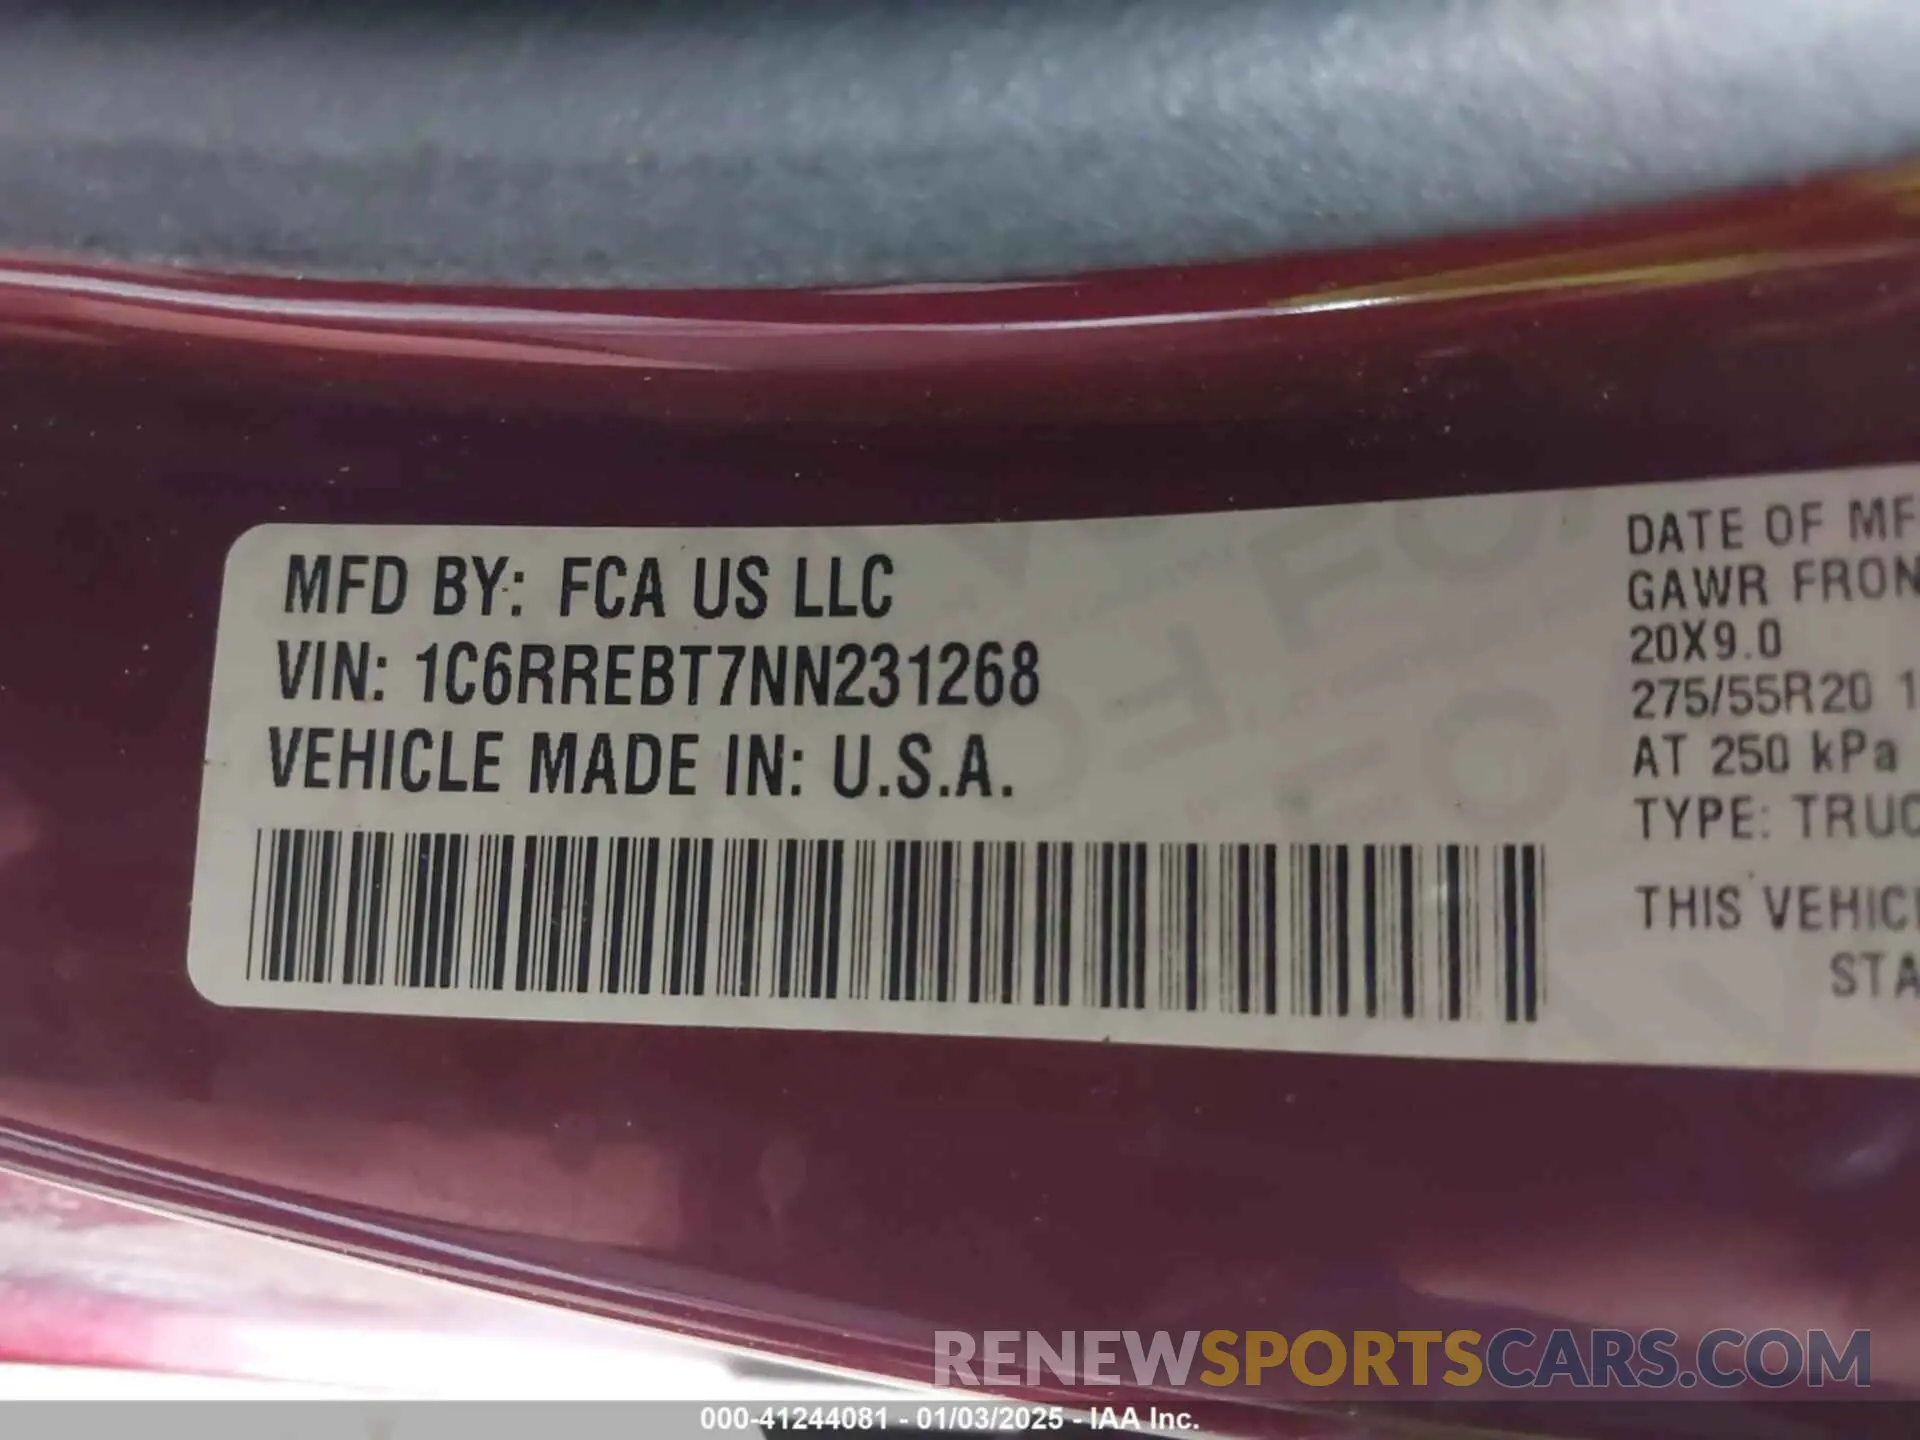 MFD BY: FCA US LLC
VIN: 1C6RREBT7NN231268
VEHICLE MADE IN: U.S.A.
DATE OF MF
GAWR FRON
20X9.0
275/55R20 1
AT 250 kPa
TYPE: TRUC
THIS VEHIC
STA
RENEWSPORTSCARS.COM
000-41244081 - 01/03/2025 - IAA Inc.